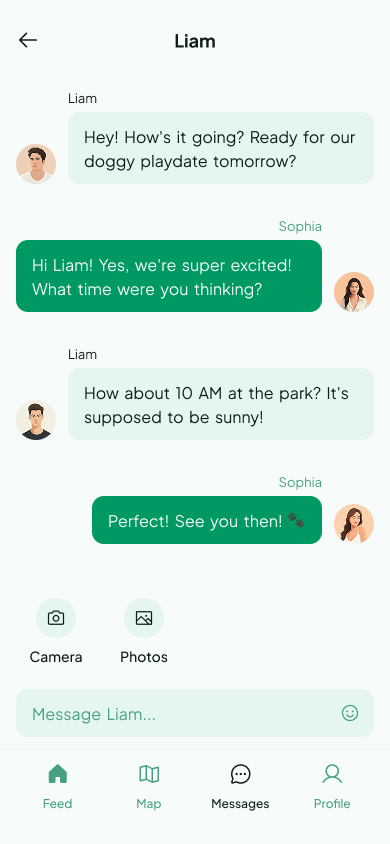 Liam
Liam
Hey! How's it going? Ready for our
doggy playdate tomorrow?
Sophia
Hi Liam! Yes, we're super excited!
What time were you thinking?
Liam
How about 10 AM at the park? It's
supposed to be sunny!
Sophia
Perfect! See you then! 🐾
Camera
Photos
Message Liam...
Feed
Map
Messages
Profile